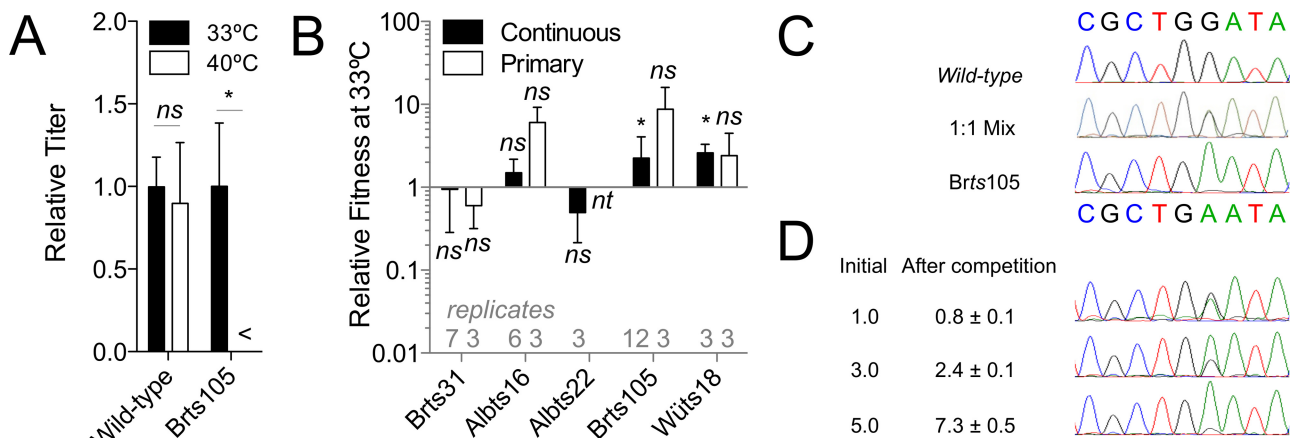 A
Relative Titer
2.0
1.5
1.0
0.5
0.0
33ºC
40ºC
ns
*
<
Wild-type
Brts105
B
Relative Fitness at 33ºC
100
10
1
0.1
0.01
Continuous
Primary
ns
ns
ns
ns
ns
nt
*
ns
*
ns
replicates
7 3 6 3 3 12 3 3 3
Brts31
Albts16
Albts22
Brts105
Wüts18
C
CGCTGGATA
Wild-type
1:1 Mix
Brts105
CGCTGAATA
D
Initial After competition
1.0 0.8 ± 0.1
3.0 2.4 ± 0.1
5.0 7.3 ± 0.5